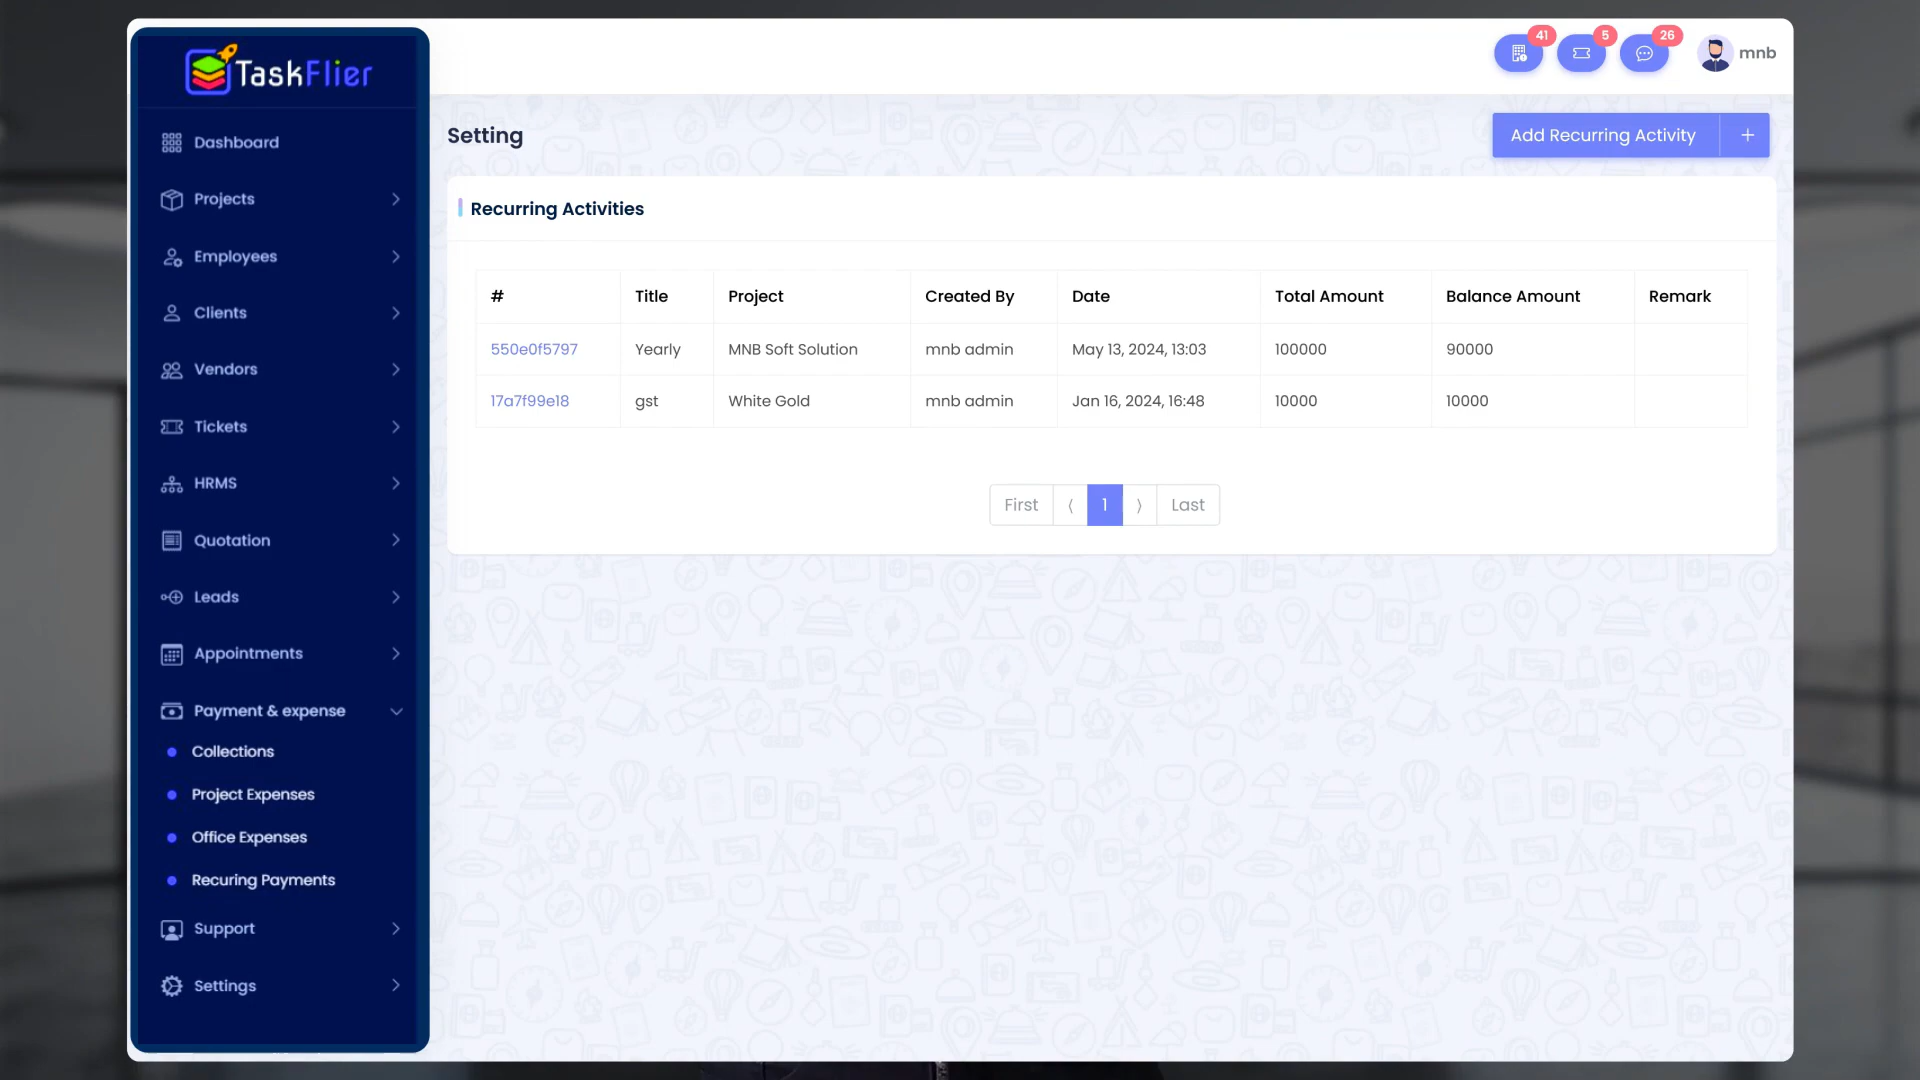 TaskFlier
41
5
26
mnb
Dashboard
Projects
Employees
Clients
Vendors
Tickets
HRMS
Quotation
Leads
Appointments
Payment & expense
Collections
Project Expenses
Office Expenses
Recuring Payments
Support
Settings
Setting
Add Recurring Activity +
Recurring Activities
# Title Project Created By Date Total Amount Balance Amount Remark
550e0f5797 Yearly MNB Soft Solution mnb admin May 13, 2024, 13:03 100000 90000
17a7f99e18 gst White Gold mnb admin Jan 16, 2024, 16:48 10000 10000
First ⟨ 1 ⟩ Last